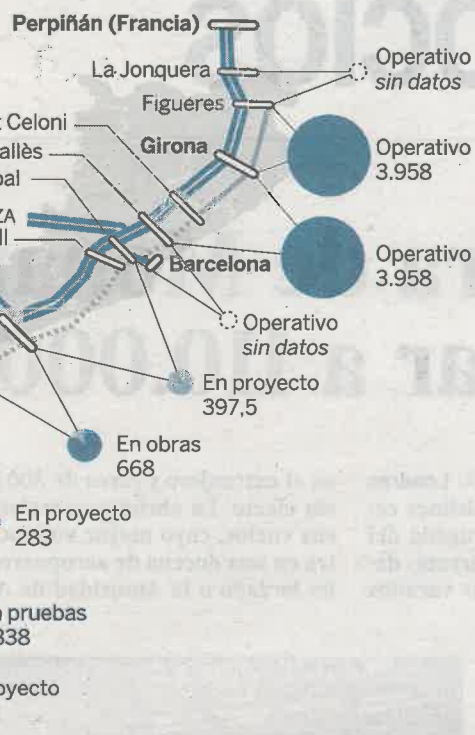 Perpiñán (Francia)
La Jonquera
Operativo
sin datos
Figueres
Celoni
Girona
Operativo
3.958
Barcelona
Operativo
3.958
Operativo
sin datos
En proyecto
397,5
En obras
668
En proyecto
283
pruebas